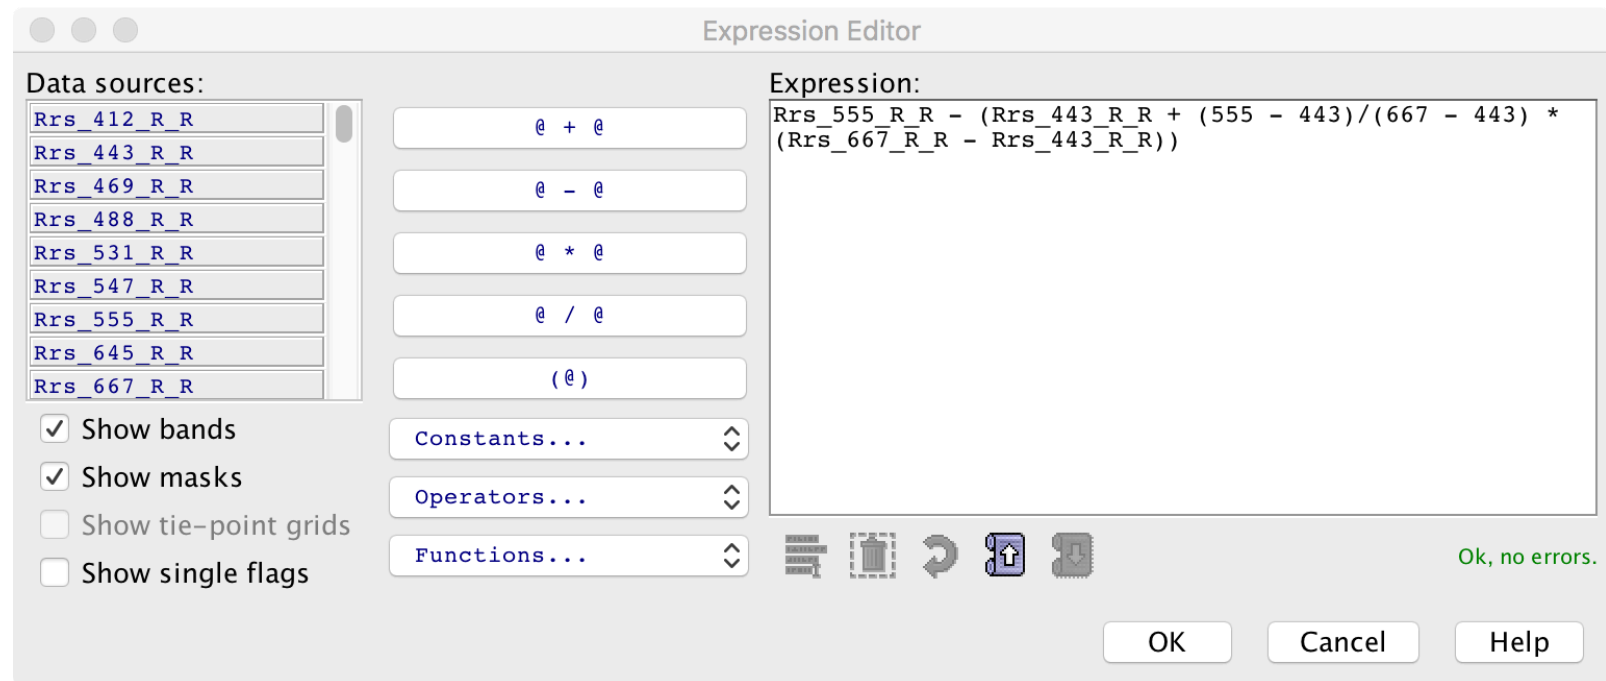 Expression Editor
Data sources:
Rrs_412_R_R
Rrs_443_R_R
Rrs_469_R_R
Rrs_488_R_R
Rrs_531_R_R
Rrs_547_R_R
Rrs_555_R_R
Rrs_645_R_R
Rrs_667_R_R
Show bands
Show masks
Show tie-point grids
Show single flags
@ + @
@ - @
@ * @
@ / @
(@)
Constants...
Operators...
Functions...
Expression:
Rrs_555_R_R - (Rrs_443_R_R + (555 - 443)/(667 - 443) *
(Rrs_667_R_R - Rrs_443_R_R))
Ok, no errors.
OK
Cancel
Help